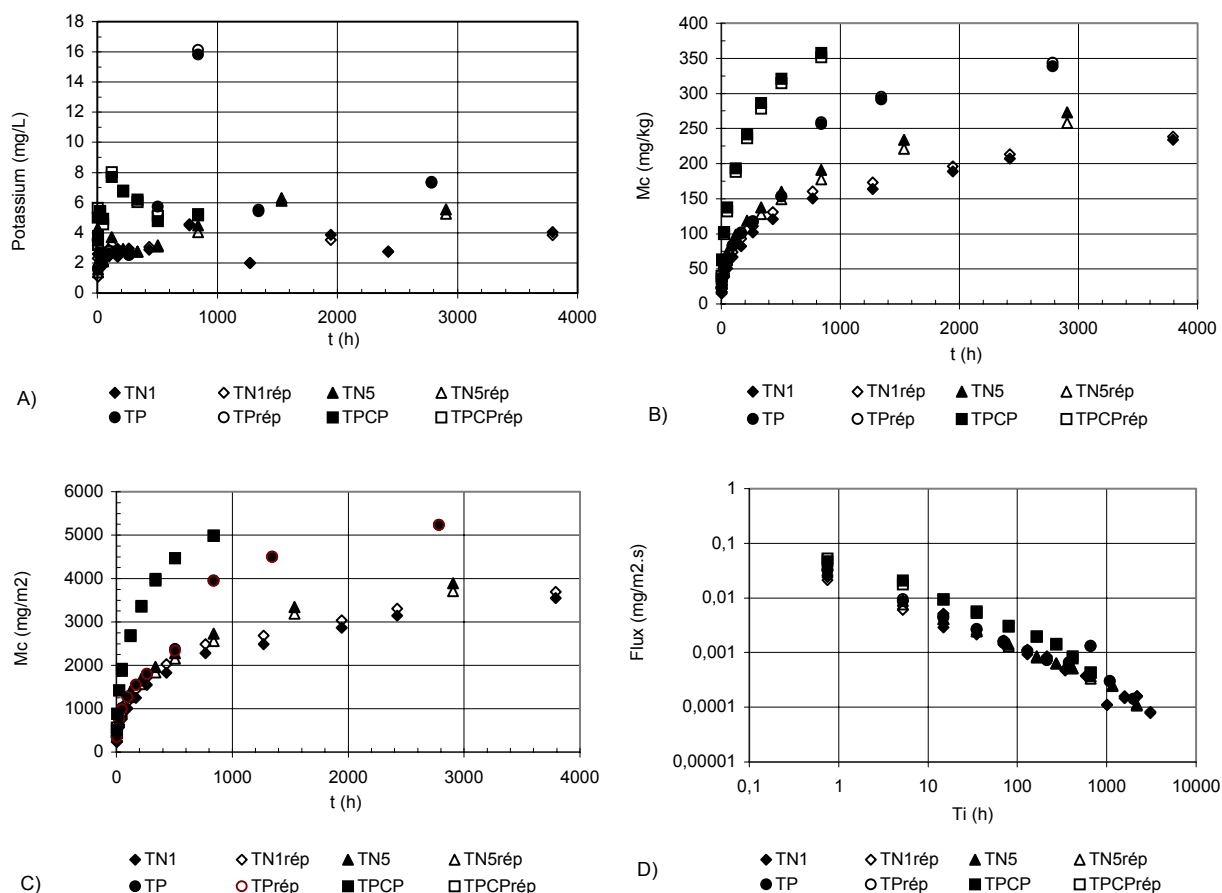 18
16
14
12
10
8
6
4
2
0
Potassium (mg/L)
0 1000 2000 3000 4000
t (h)
A)
TN1 TN1rép TN5 TN5rép
TP TPrép TPCP TPCPrép
400
350
300
250
200
150
100
50
0
Mc (mg/kg)
0 1000 2000 3000 4000
t (h)
B)
TN1 TN1rép TN5 TN5rép
TP TPrép TPCP TPCPrép
6000
5000
4000
3000
2000
1000
0
Mc (mg/m2)
0 1000 2000 3000 4000
t (h)
C)
TN1 TN1rép TN5 TN5rép
TP TPrép TPCP TPCPrép
1
0,1
0,01
0,001
0,0001
0,00001
Flux (mg/m2.s)
0,1 1 10 100 1000 10000
Ti (h)
D)
TN1 TN1rép TN5 TN5rép
TP TPrép TPCP TPCPrép